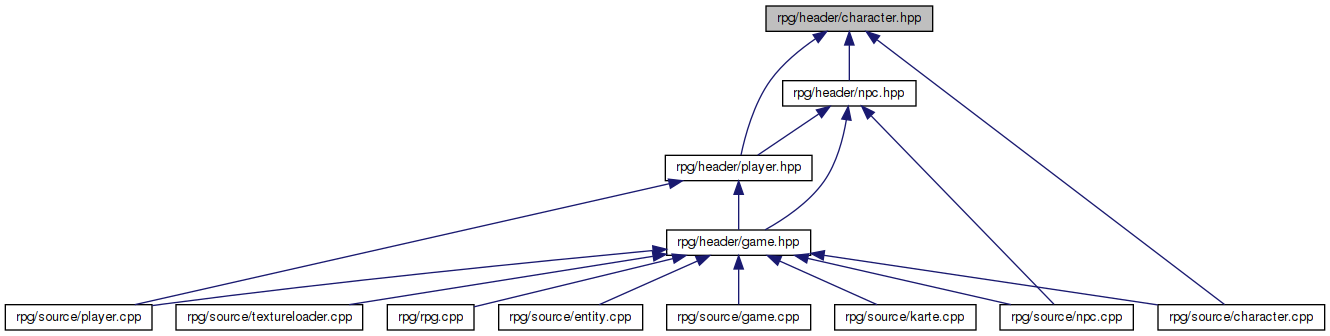 rpg/header/character.hpp
rpg/header/npc.hpp
rpg/header/player.hpp
rpg/header/game.hpp
rpg/source/player.cpp
rpg/source/textureloader.cpp
rpg/rpg.cpp
rpg/source/entity.cpp
rpg/source/game.cpp
rpg/source/karte.cpp
rpg/source/npc.cpp
rpg/source/character.cpp